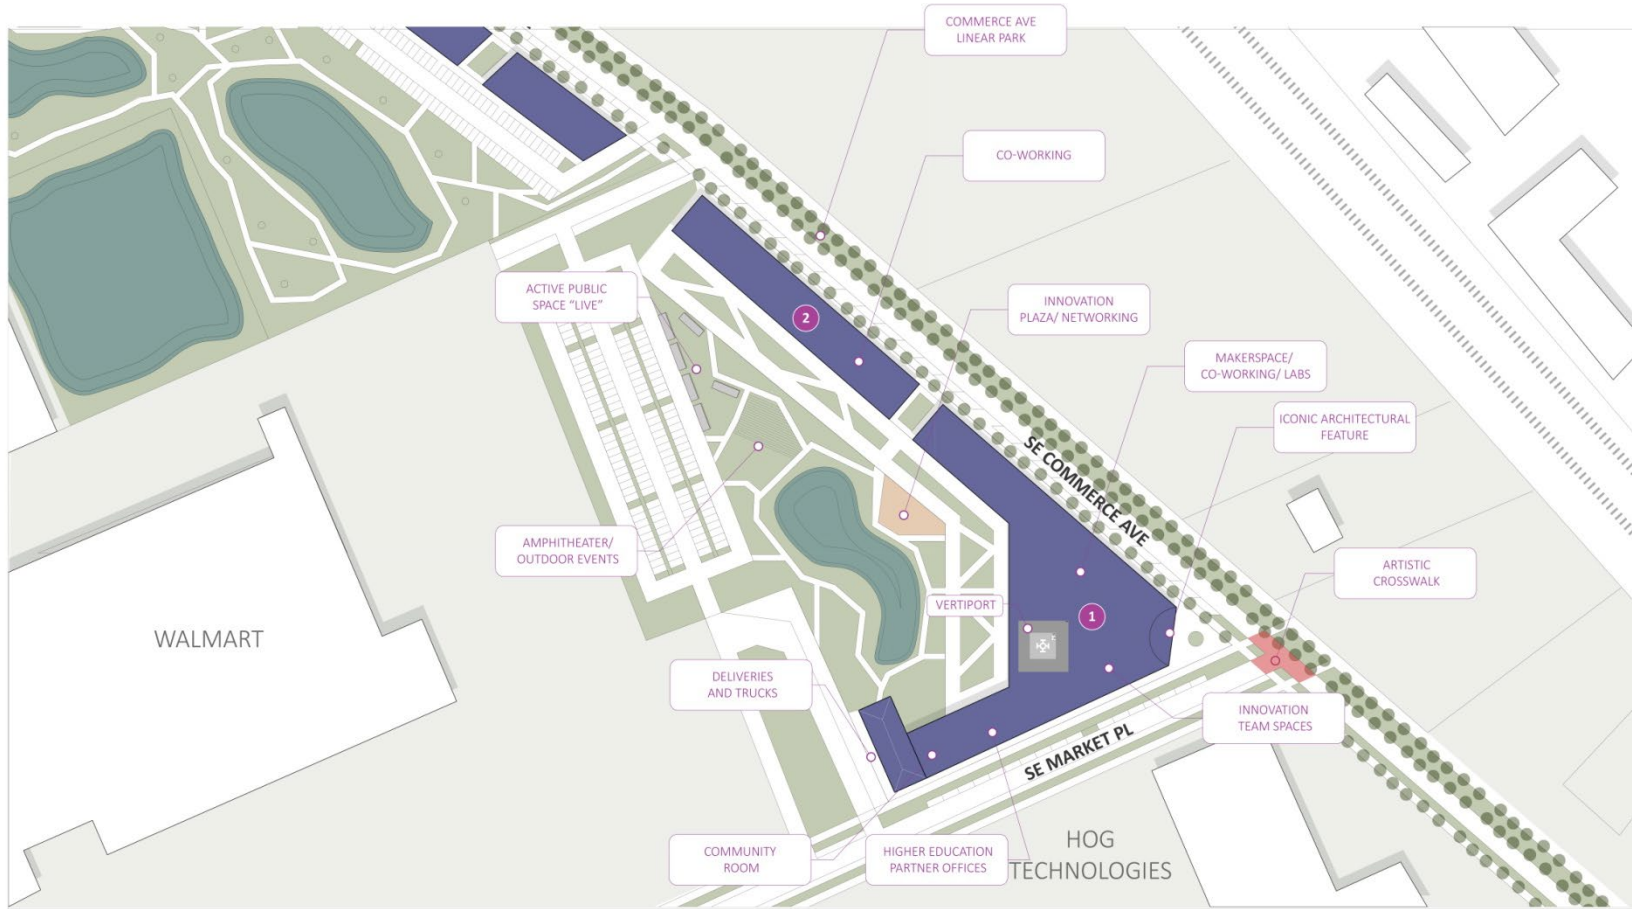 COMMERCE AVE
LINEAR PARK
CO-WORKING
ACTIVE PUBLIC
SPACE "LIVE"
INNOVATION
PLAZA/ NETWORKING
2
MAKERSPACE/
CO-WORKING/ LABS
ICONIC ARCHITECTURAL
FEATURE
SE COMMERCE AVE
AMPHITHEATER/
OUTDOOR EVENTS
ARTISTIC
CROSSWALK
VERTIPORT
1
WALMART
DELIVERIES
AND TRUCKS
INNOVATION
TEAM SPACES
SE MARKET PL
COMMUNITY
ROOM
HIGHER EDUCATION
PARTNER OFFICES
HOG
TECHNOLOGIES